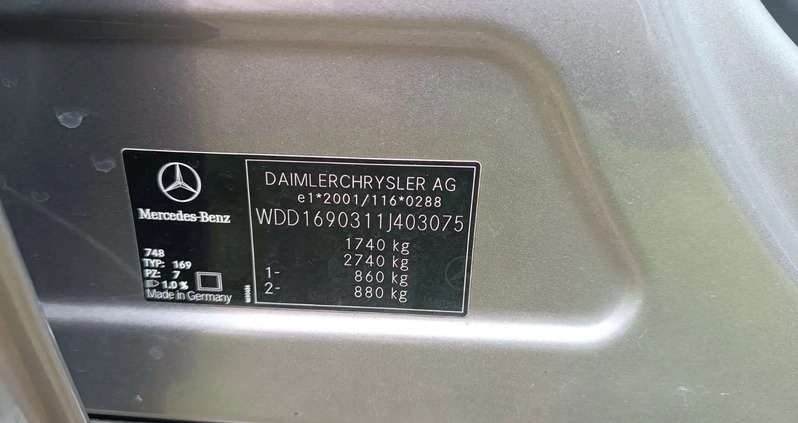 Mercedes-Benz
748
TYP: 169
PZ: 7
1.0 %
Made in Germany
DAIMLERCHRYSLER AG
e1*2001/116*0288
WDD1690311J403075
1740 kg
2740 kg
1- 860 kg
2- 880 kg